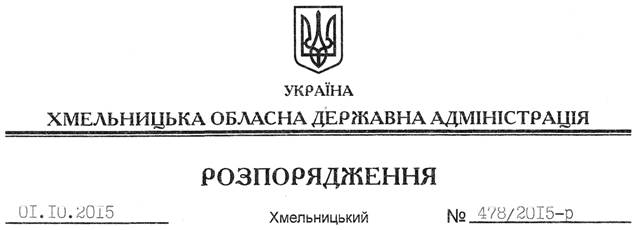 УКРАЇНА
ХМЕЛЬНИЦЬКА ОБЛАСНА ДЕРЖАВНА АДМІНІСТРАЦІЯ
РОЗПОРЯДЖЕННЯ
01.10.2015 Хмельницький № 478/2015-р